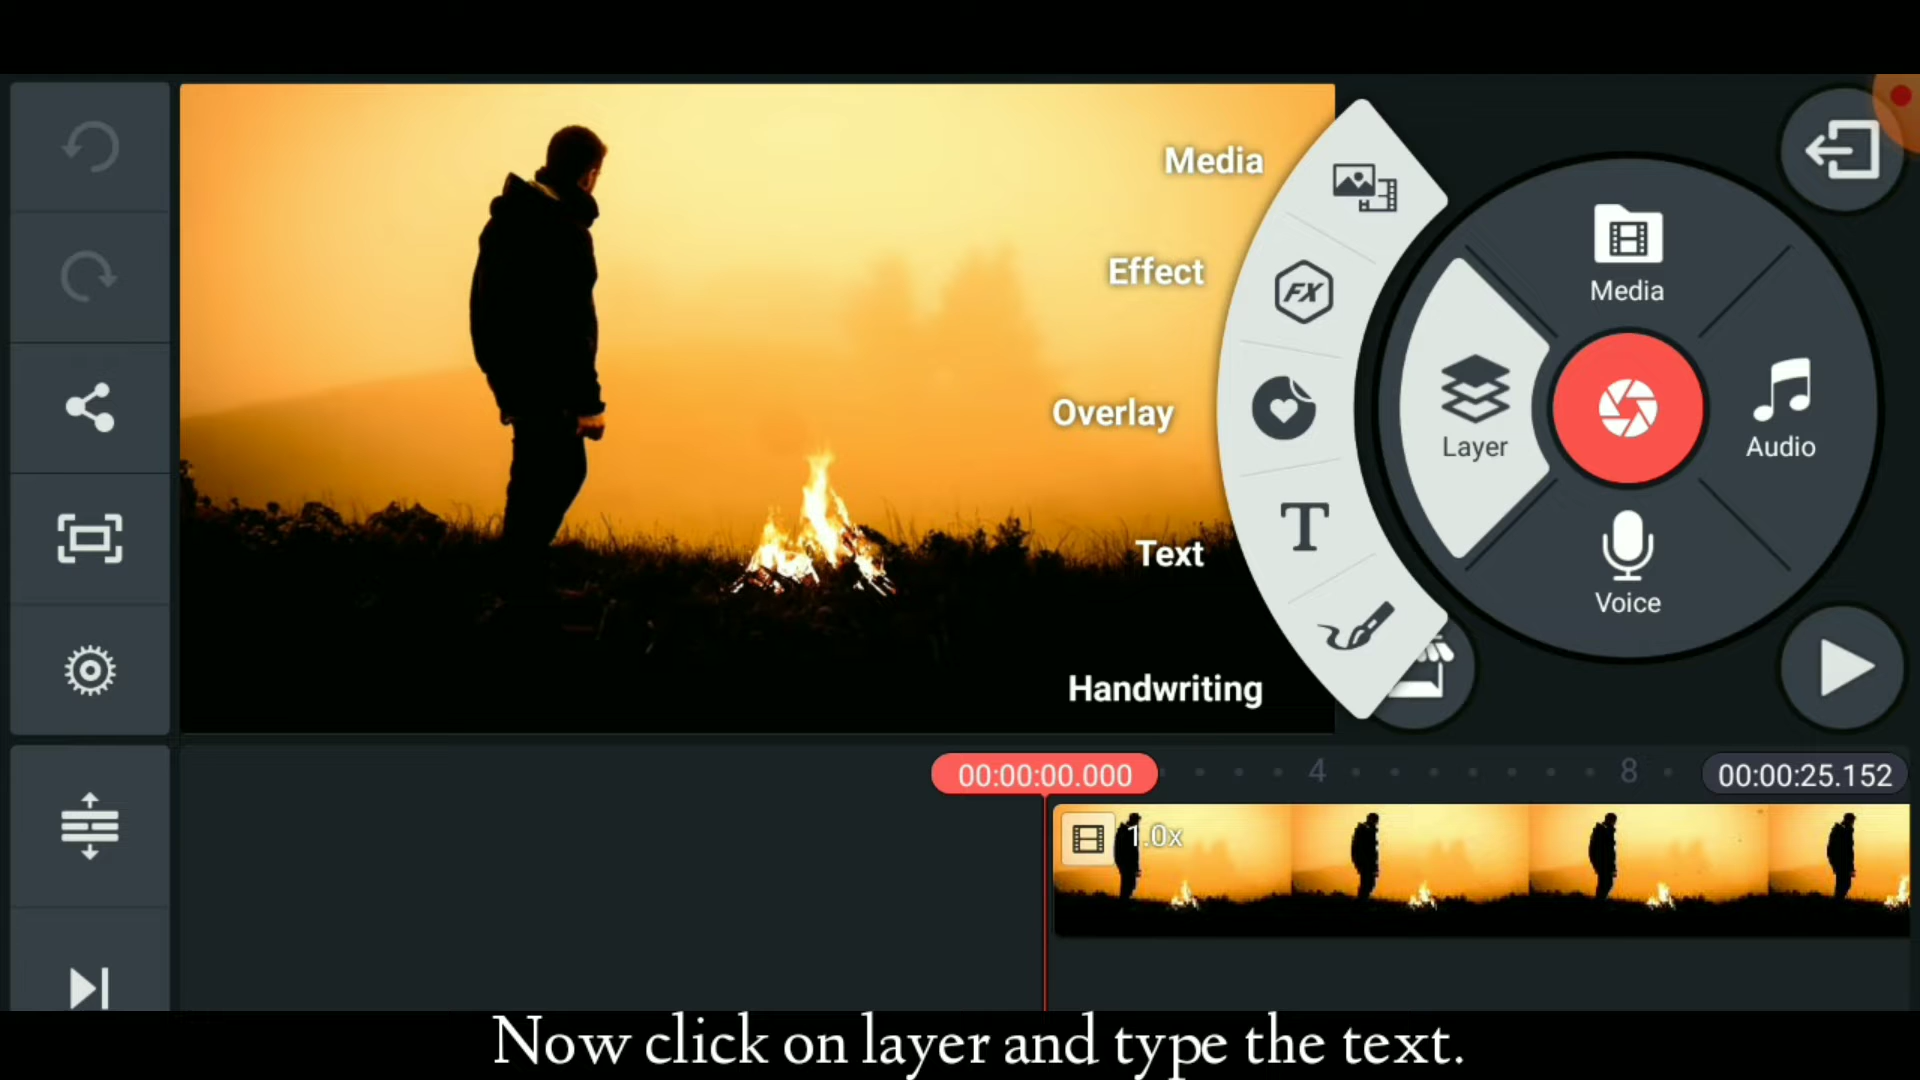 Media
Effect
Overlay
Text
Handwriting
FX
T
Media
Layer
Audio
Voice
00:00:00.000
4
8
00:00:25.152
1.0x
Now click on layer and type the text.